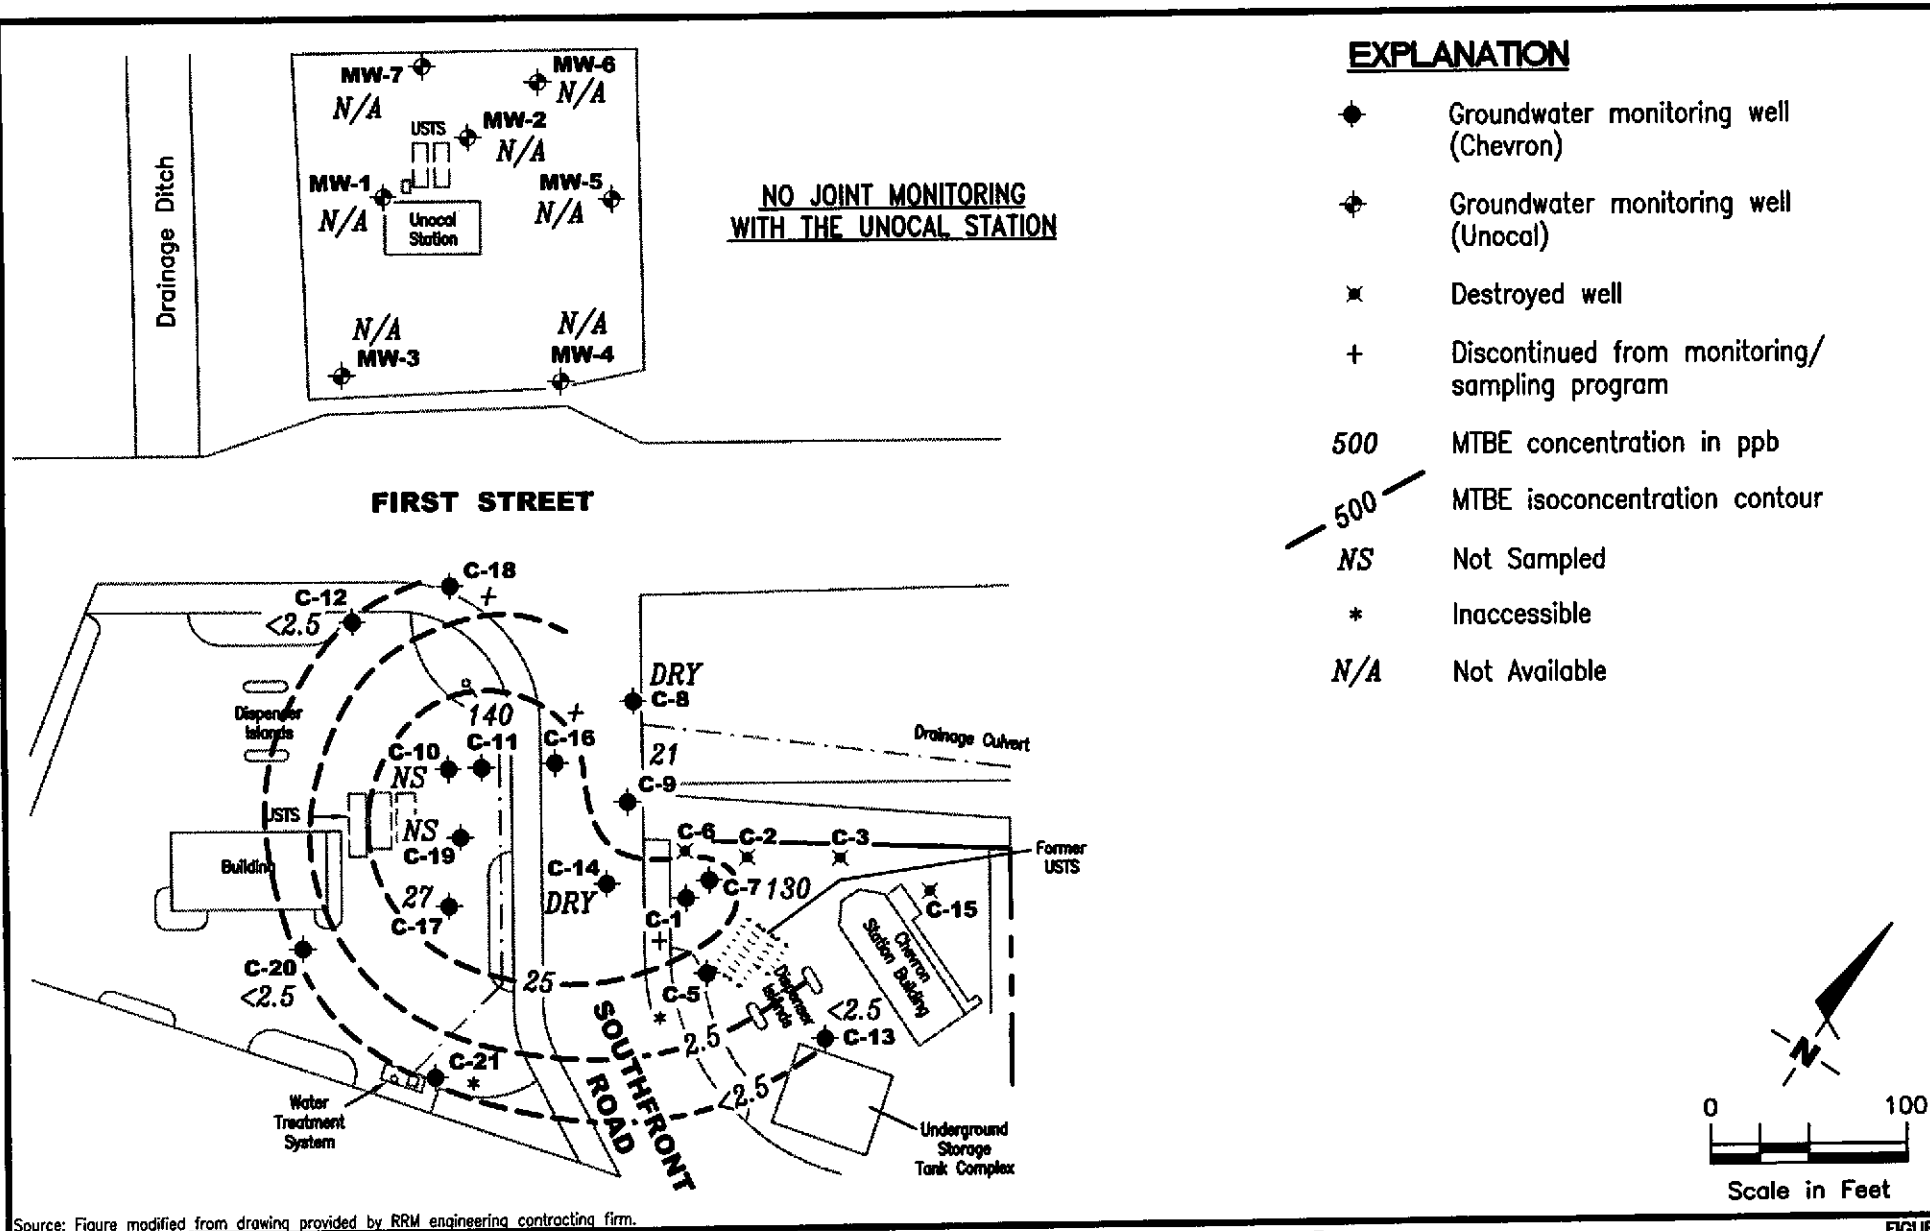 MW-7
N/A
MW-6
N/A
USTS
MW-2
N/A
MW-1
N/A
MW-5
N/A
Unocal
Station
Drainage Ditch
N/A
MW-3
N/A
MW-4
NO JOINT MONITORING
WITH THE UNOCAL STATION
EXPLANATION
Groundwater monitoring well
(Chevron)
Groundwater monitoring well
(Unocal)
Destroyed well
+ Discontinued from monitoring/
sampling program
500 MTBE concentration in ppb
500 MTBE isoconcentration contour
NS Not Sampled
* Inaccessible
N/A Not Available
FIRST STREET
C-18
+
C-12
<2.5
DRY
C-8
Dispenser
Islands
140
+
C-10
C-11
C-16
NS
21
C-9
Drainage Culvert
USTS
NS
C-19
C-6
C-2
C-3
Former
USTS
Building
C-14
DRY
C-7 130
27
C-17
C-1
+
C-15
Chevron
Station Building
C-20
<2.5
25
C-5
*
Dispenser
Islands
<2.5
C-13
2.5
<2.5
C-21
*
SOUTHFRONT
ROAD
Water
Treatment
System
Underground
Storage
Tank Complex
N
0 100
Scale in Feet
Source: Figure modified from drawing provided by RRM engineering contracting firm.